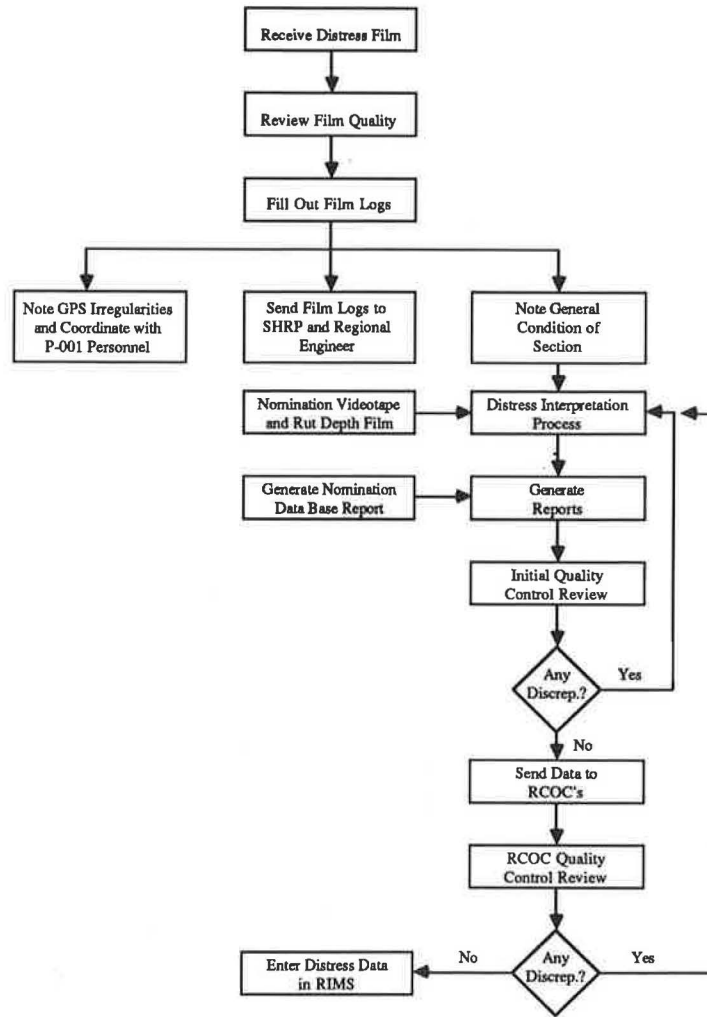 Receive Distress Film
Review Film Quality
Fill Out Film Logs
Note GPS Irregularities
and Coordinate with
P-001 Personnel
Send Film Logs to
SHRP and Regional
Engineer
Note General
Condition of
Section
Nomination Videotape
and Rut Depth Film
Distress Interpretation
Process
Generate Nomination
Data Base Report
Generate
Reports
Initial Quality
Control Review
Any
Discrep.?
Yes
No
Send Data to
RCOC's
RCOC Quality
Control Review
Enter Distress Data
in RIMS
No
Any
Discrep.?
Yes